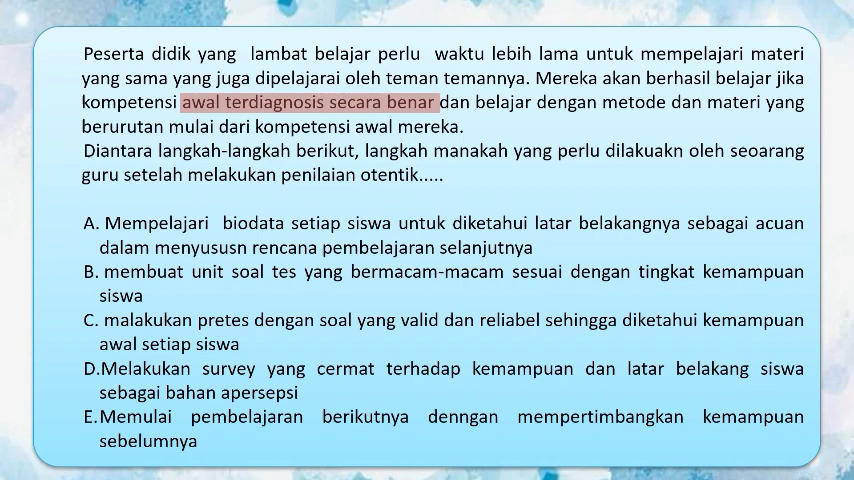 Peserta didik yang lambat belajar perlu waktu lebih lama untuk mempelajari materi
yang sama yang juga dipelajarai oleh teman temannya. Mereka akan berhasil belajar jika
kompetensi awal terdiagnosis secara benar dan belajar dengan metode dan materi yang
berurutan mulai dari kompetensi awal mereka.
Diantara langkah-langkah berikut, langkah manakah yang perlu dilakuakn oleh seoarang
guru setelah melakukan penilaian otentik.....
A. Mempelajari biodata setiap siswa untuk diketahui latar belakangnya sebagai acuan
dalam menyususn rencana pembelajaran selanjutnya
B. membuat unit soal tes yang bermacam-macam sesuai dengan tingkat kemampuan
siswa
C. malakukan pretes dengan soal yang valid dan reliabel sehingga diketahui kemampuan
awal setiap siswa
D.Melakukan survey yang cermat terhadap kemampuan dan latar belakang siswa
sebagai bahan apersepsi
E.Memulai pembelajaran berikutnya denngan mempertimbangkan kemampuan
sebelumnya